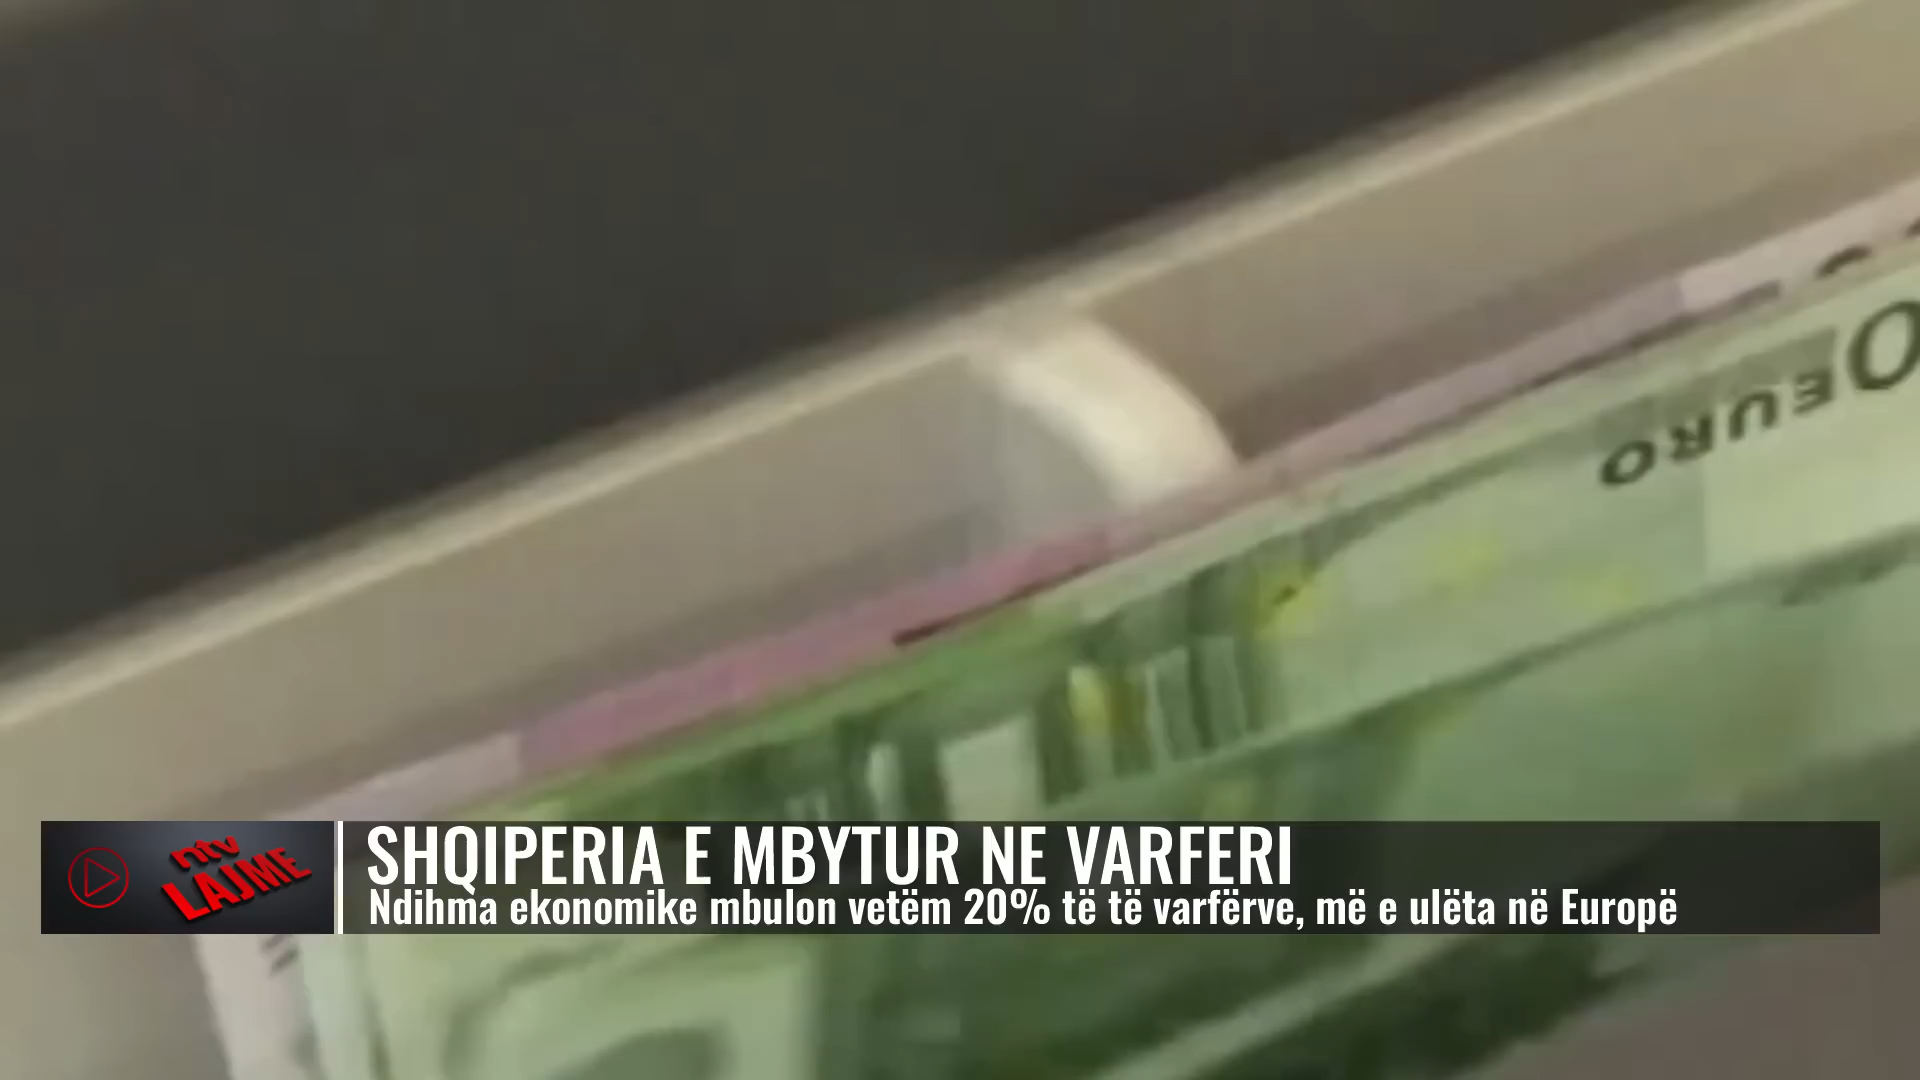 EURO
ntv
LAJME
SHQIPERIA E MBYTUR NE VARFERI
Ndihma ekonomike mbulon vetëm 20% të të varfërve, më e ulëta në Europë